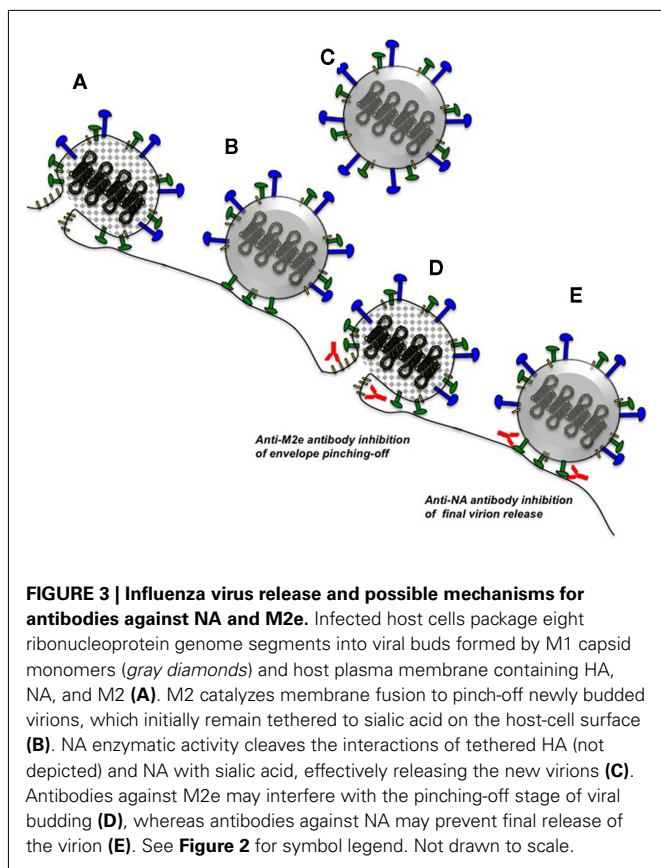 A
B
C
D
E
Anti-M2e antibody inhibition
of envelope pinching-off
Anti-NA antibody inhibition
of final virion release
FIGURE 3 | Influenza virus release and possible mechanisms for
antibodies against NA and M2e. Infected host cells package eight
ribonucleoprotein genome segments into viral buds formed by M1 capsid
monomers (gray diamonds) and host plasma membrane containing HA,
NA, and M2 (A). M2 catalyzes membrane fusion to pinch-off newly budded
virions, which initially remain tethered to sialic acid on the host-cell surface
(B). NA enzymatic activity cleaves the interactions of tethered HA (not
depicted) and NA with sialic acid, effectively releasing the new virions (C).
Antibodies against M2e may interfere with the pinching-off stage of viral
budding (D), whereas antibodies against NA may prevent final release of
the virion (E). See Figure 2 for symbol legend. Not drawn to scale.